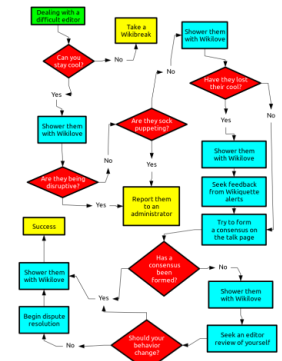 Dealing with a
difficult editor
Can you
stay cool?
No
Take a
Wikibreak
Yes
Shower them
with Wikilove
Are they being
disruptive?
No
Yes
Are they sock
puppeting?
No
Yes
Report them
to an
administrator
Shower them
with Wikilove
Have they lost
their cool?
No
Yes
Shower them
with Wikilove
Seek feedback
from Wikiquette
alerts
Try to form
a consensus on
the talk page
Has a
consensus
been
formed?
No
Yes
Shower them
with Wikilove
Seek an editor
review of yourself
Should your
behavior
change?
Yes
No
Begin dispute
resolution
Shower them
with Wikilove
Success